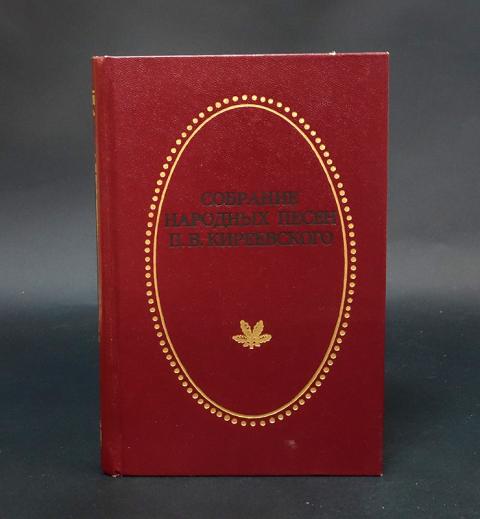 СОБРАНИЕ
НАРОДНЫХ ПЕСЕН
П. В. КИРЕЕВСКОГО